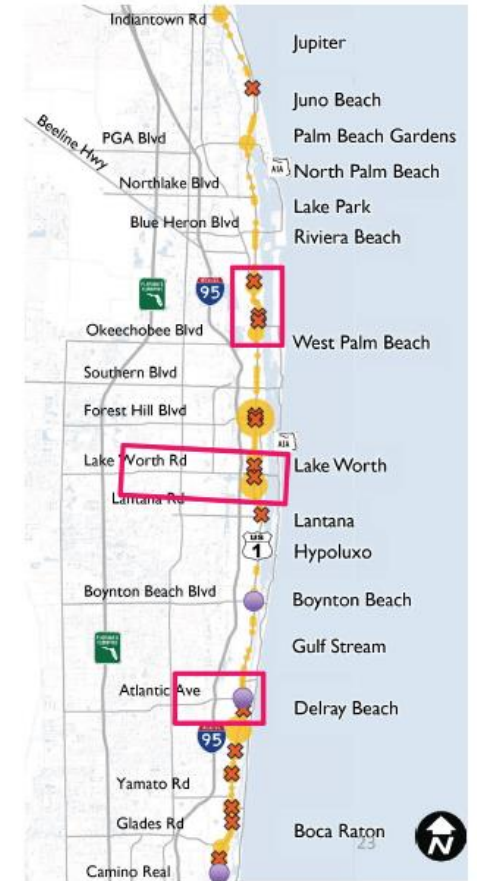 Indiantown Rd
Jupiter
Juno Beach
Beeline Hwy
PGA Blvd
Palm Beach Gardens
A1A
North Palm Beach
Northlake Blvd
Lake Park
Blue Heron Blvd
Riviera Beach
95
Okeechobee Blvd
West Palm Beach
Southern Blvd
Forest Hill Blvd
A1A
Lake Worth Rd
Lake Worth
Lantana Rd
Lantana
US
1
Hypoluxo
Boynton Beach Blvd
Boynton Beach
Gulf Stream
Atlantic Ave
Delray Beach
95
Yamato Rd
Glades Rd
Boca Raton
23
N
Camino Real